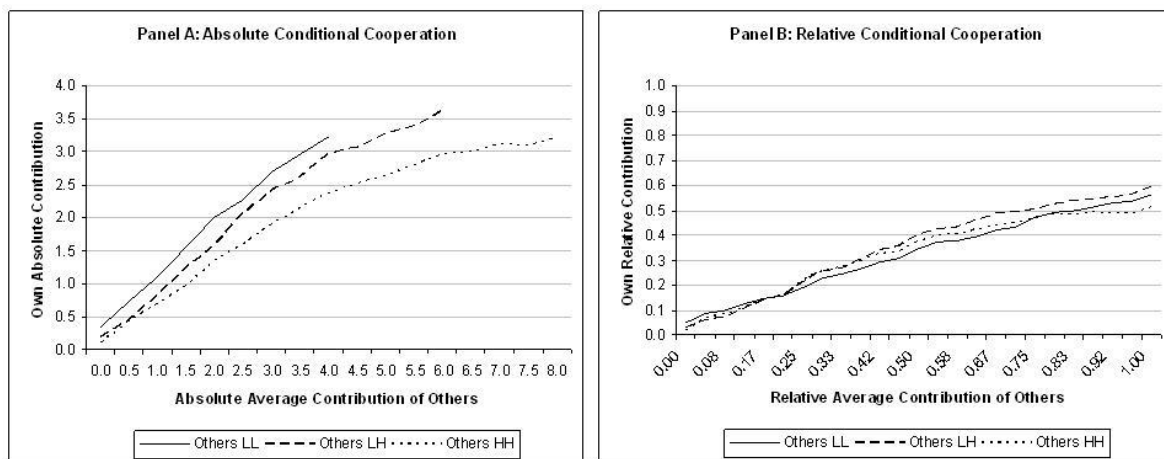 Panel A: Absolute Conditional Cooperation
Own Absolute Contribution
4.0
3.5
3.0
2.5
2.0
1.5
1.0
0.5
0.0
0.0 0.5 1.0 1.5 2.0 2.5 3.0 3.5 4.0 4.5 5.0 5.5 6.0 6.5 7.0 7.5 8.0
Absolute Average Contribution of Others
Others LL Others LH Others HH
Panel B: Relative Conditional Cooperation
Own Relative Contribution
1.0
0.9
0.8
0.7
0.6
0.5
0.4
0.3
0.2
0.1
0.0
0.00 0.08 0.17 0.25 0.33 0.42 0.50 0.58 0.67 0.75 0.83 0.92 1.00
Relative Average Contribution of Others
Others LL Others LH Others HH